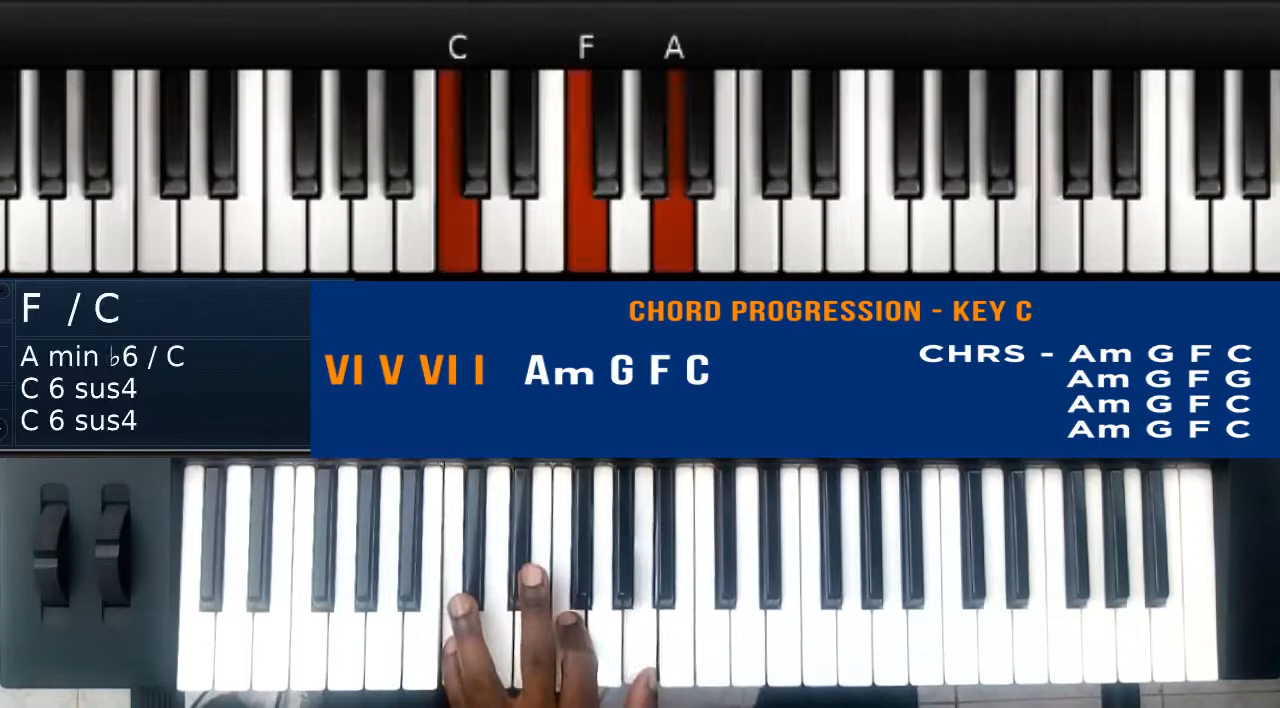 C F A
F / C
A min ♭6 / C
C 6 sus4
C 6 sus4
CHORD PROGRESSION - KEY C
VI V VI I Am G F C
CHRS - Am G F C
Am G F G
Am G F C
Am G F C